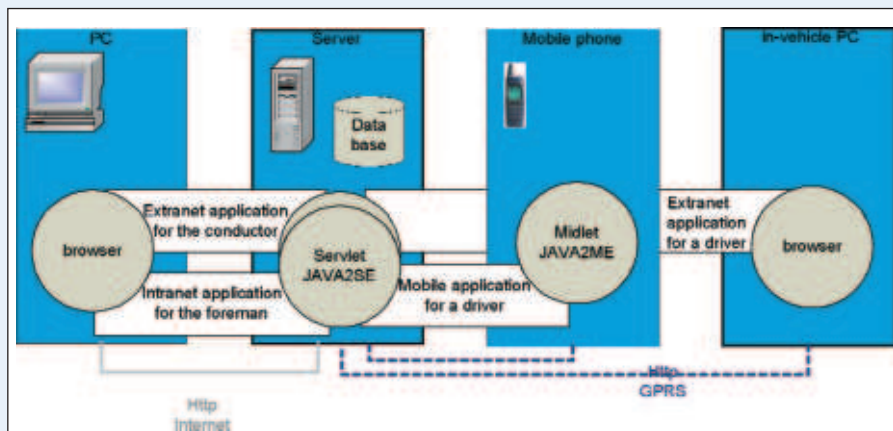 PC
Server
Mobile phone
In-vehicle PC
Data
base
Extranet application
for the conductor
browser
Servlet
JAVA2SE
Midlet
JAVA2ME
Extranet
application
for a driver
browser
Intranet application
for the foreman
Mobile application
for a driver
Http
GPRS
Http
Internet